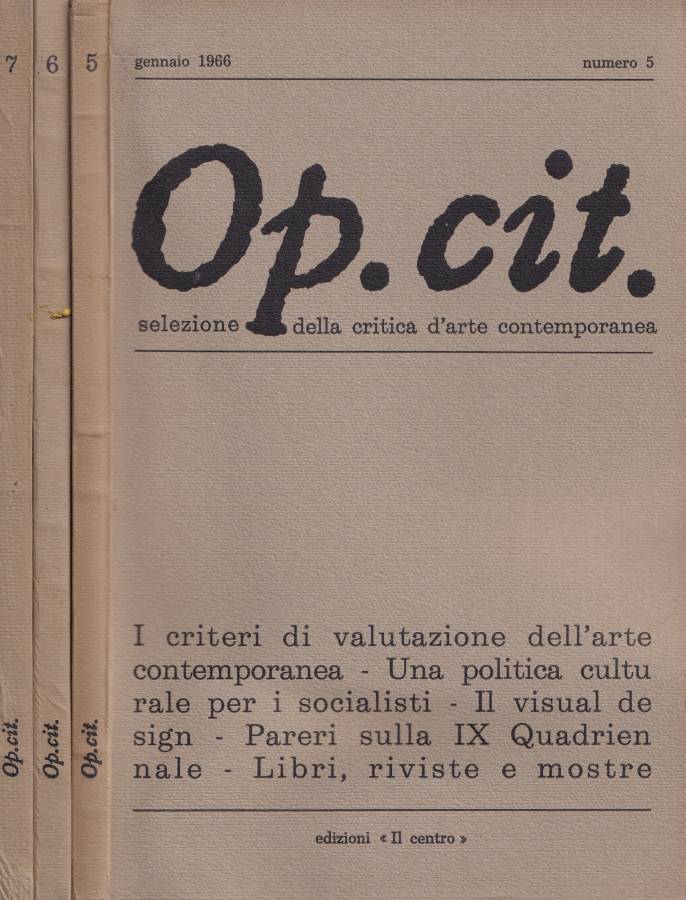 7
6
5
gennaio 1966
numero 5
Op. cit.
selezione della critica d'arte contemporanea
I criteri di valutazione dell'arte
contemporanea - Una politica cultu
rale per i socialisti - Il visual de
sign - Pareri sulla IX Quadrien
nale - Libri, riviste e mostre
edizioni « Il centro »
Op.cit.
Op.cit.
Op.cit.